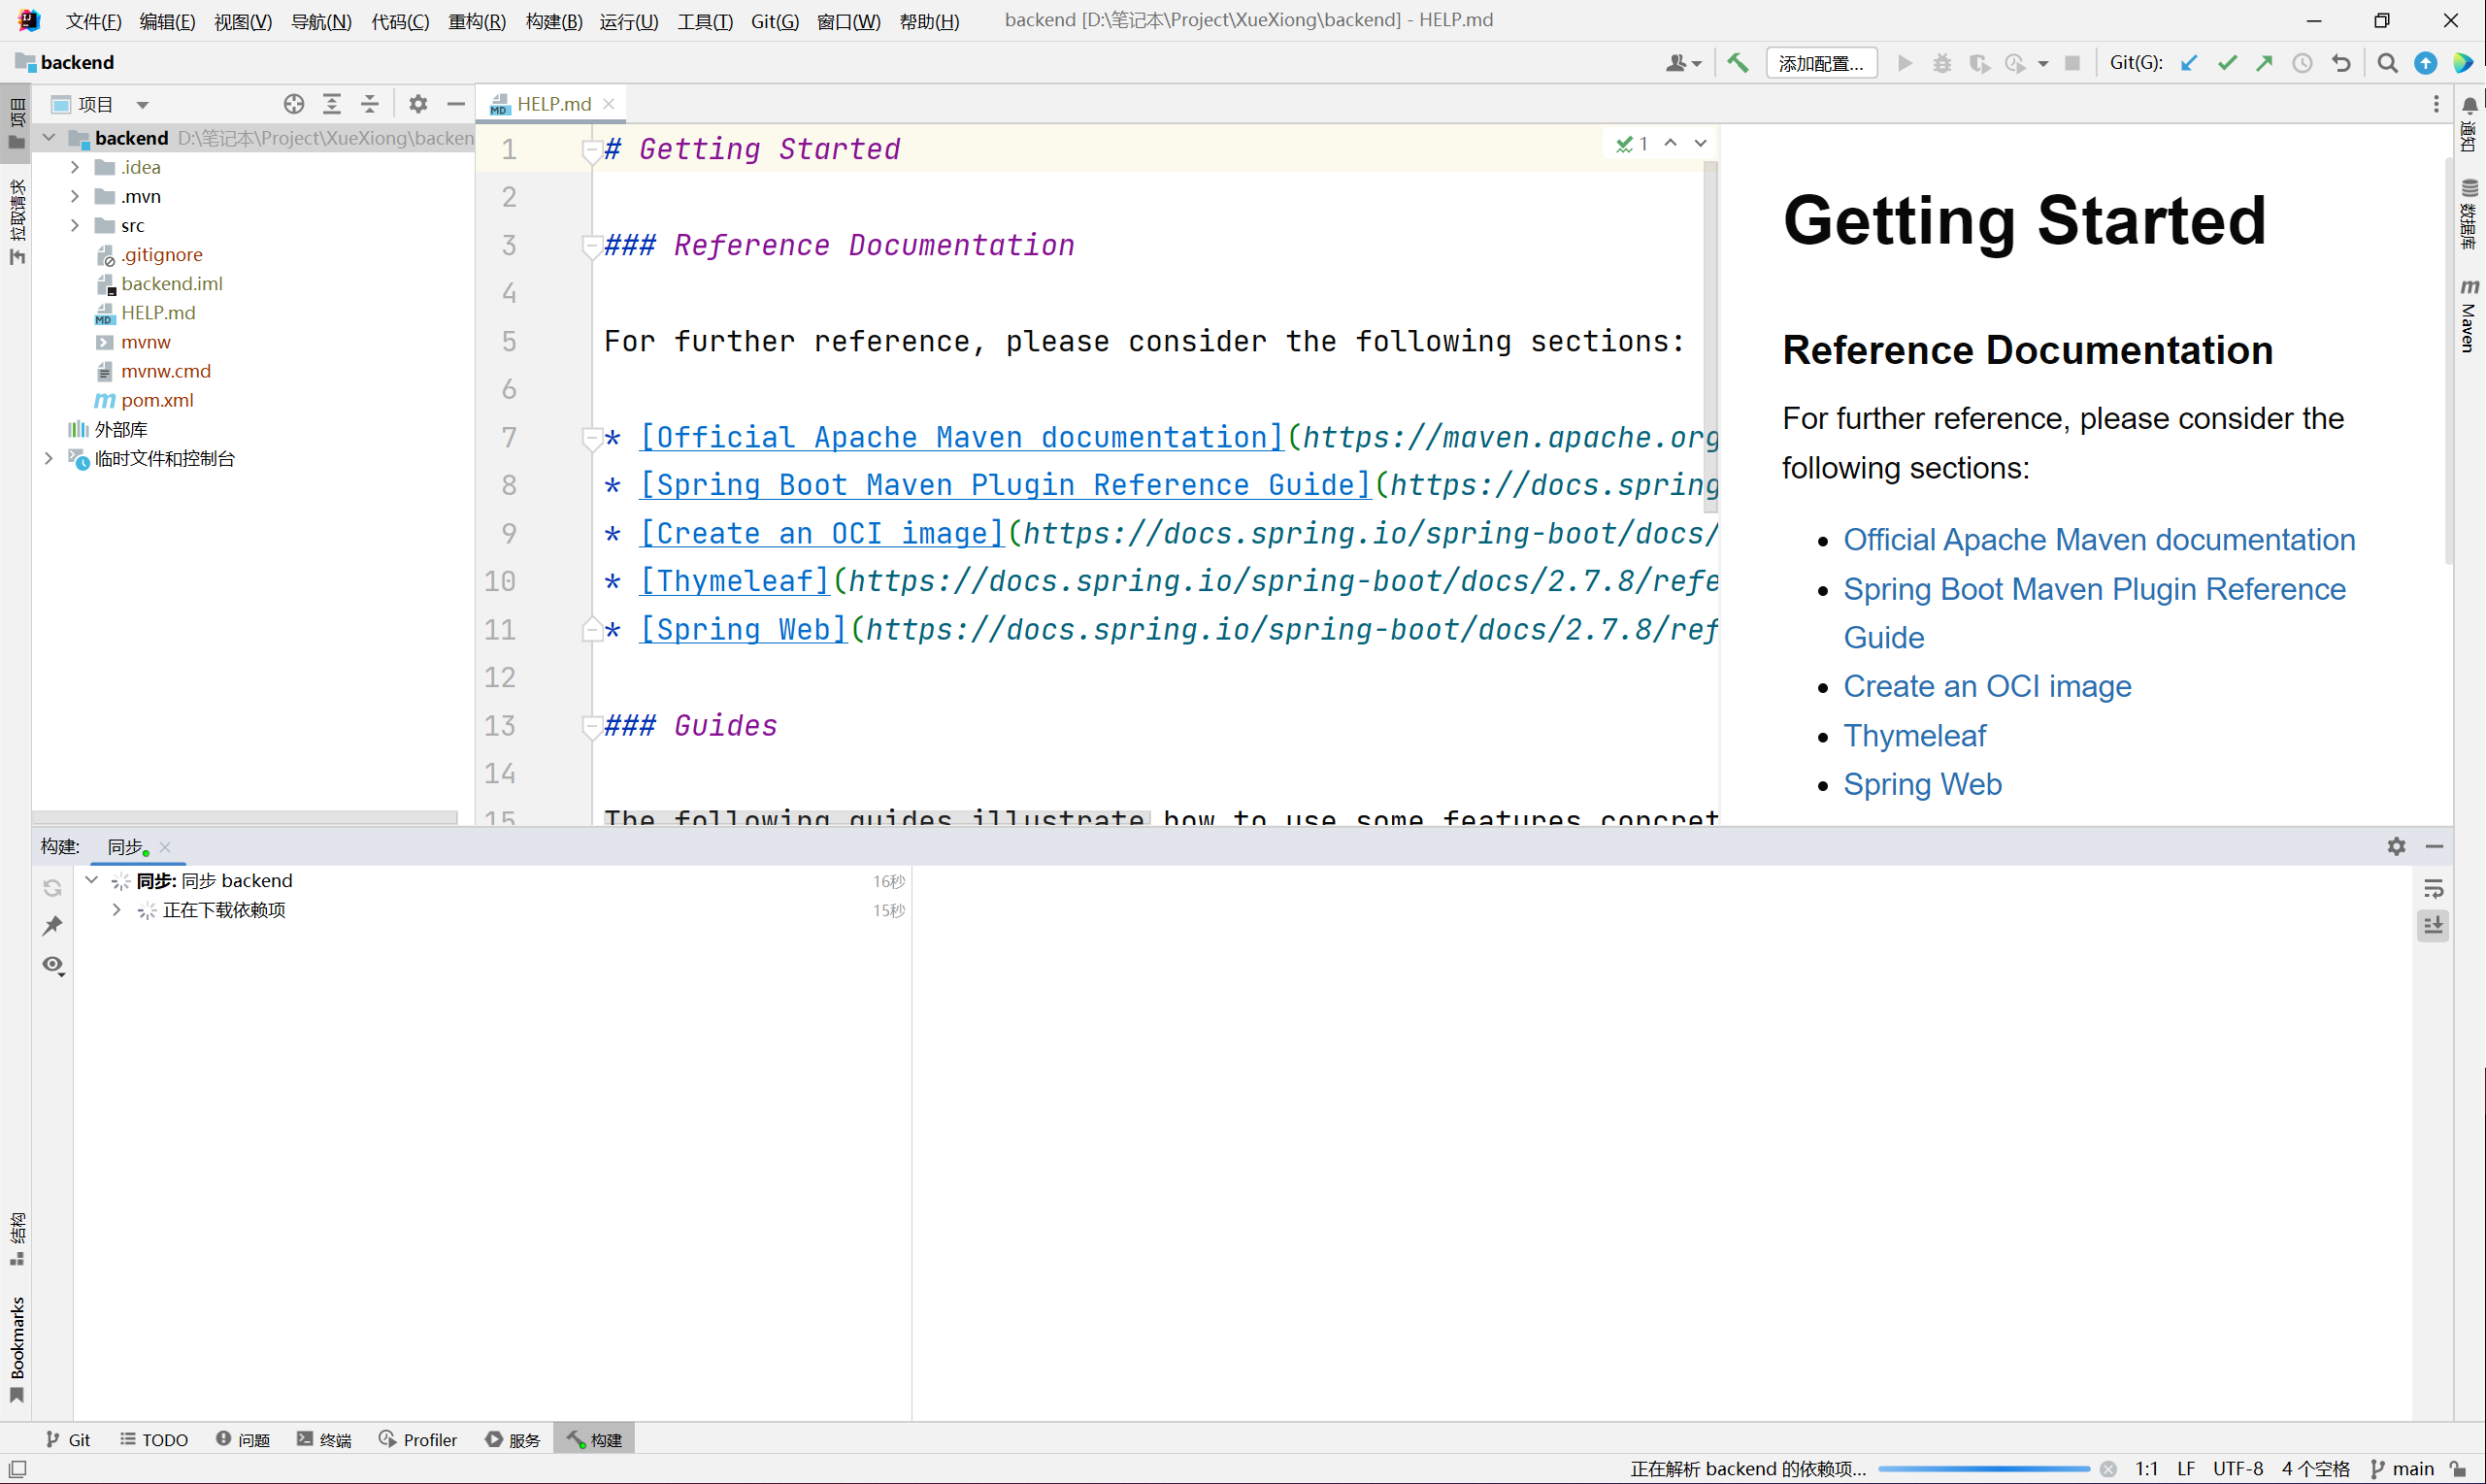 文件(F) 编辑(E) 视图(V) 导航(N) 代码(C) 重构(R) 构建(B) 运行(U) 工具(T) Git(G) 窗口(W) 帮助(H) backend [D:\笔记本\Project\XueXiong\backend] - HELP.md
backend 添加配置... Git(G):
项目 HELP.md
backend D:\笔记本\Project\XueXiong\backen
.idea
.mvn
src
.gitignore
backend.iml
HELP.md
mvnw
mvnw.cmd
pom.xml
外部库
临时文件和控制台
项目
拉取请求
结构
Bookmarks
1 # Getting Started
2
3 ### Reference Documentation
4
5 For further reference, please consider the following sections:
6
7 * [Official Apache Maven documentation](https://maven.apache.org
8 * [Spring Boot Maven Plugin Reference Guide](https://docs.spring
9 * [Create an OCI image](https://docs.spring.io/spring-boot/docs/
10 * [Thymeleaf](https://docs.spring.io/spring-boot/docs/2.7.8/refe
11 * [Spring Web](https://docs.spring.io/spring-boot/docs/2.7.8/ref
12
13 ### Guides
14
15 The following guides illustrate how to use some features concret
1
Getting Started
Reference Documentation
For further reference, please consider the
following sections:
Official Apache Maven documentation
Spring Boot Maven Plugin Reference
Guide
Create an OCI image
Thymeleaf
Spring Web
通知
数据库
Maven
构建: 同步
同步: 同步 backend 16秒
正在下载依赖项 15秒
Git TODO 问题 终端 Profiler 服务 构建
正在解析 backend 的依赖项... 1:1 LF UTF-8 4 个空格 main